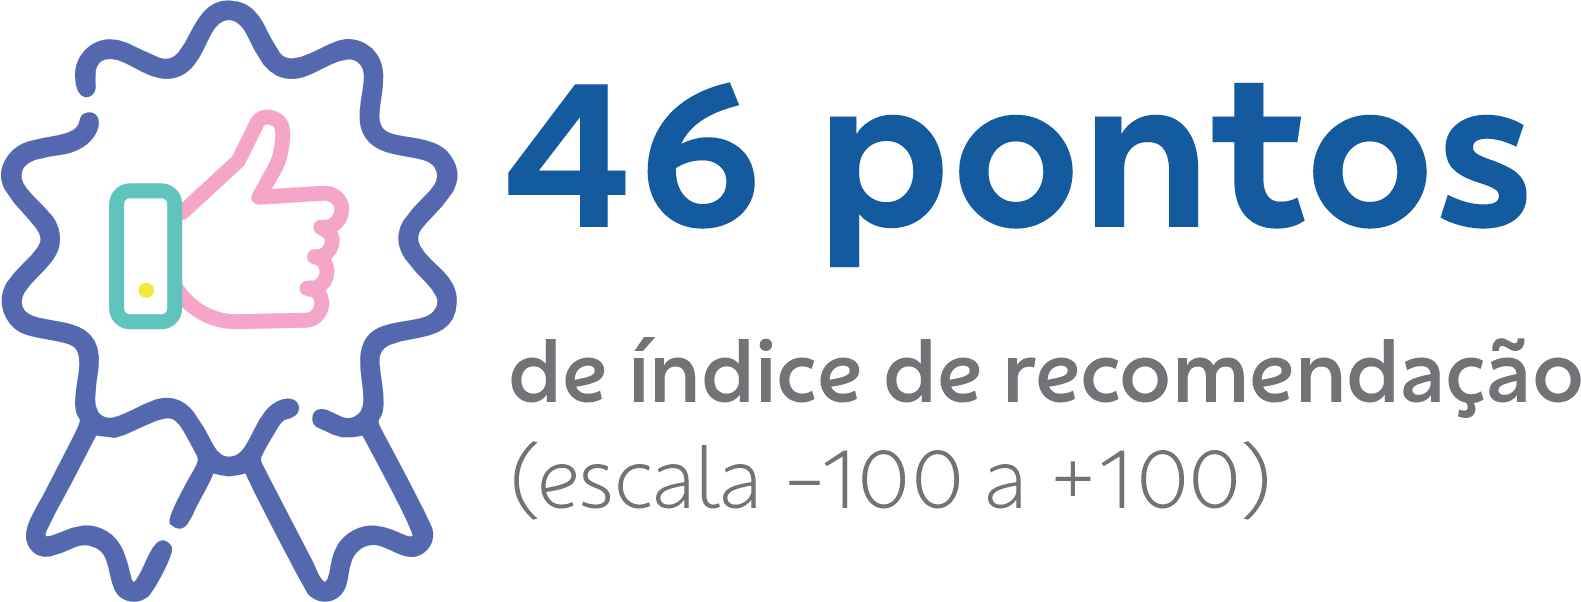 46 pontos
de índice de recomendação
(escala -100 a +100)